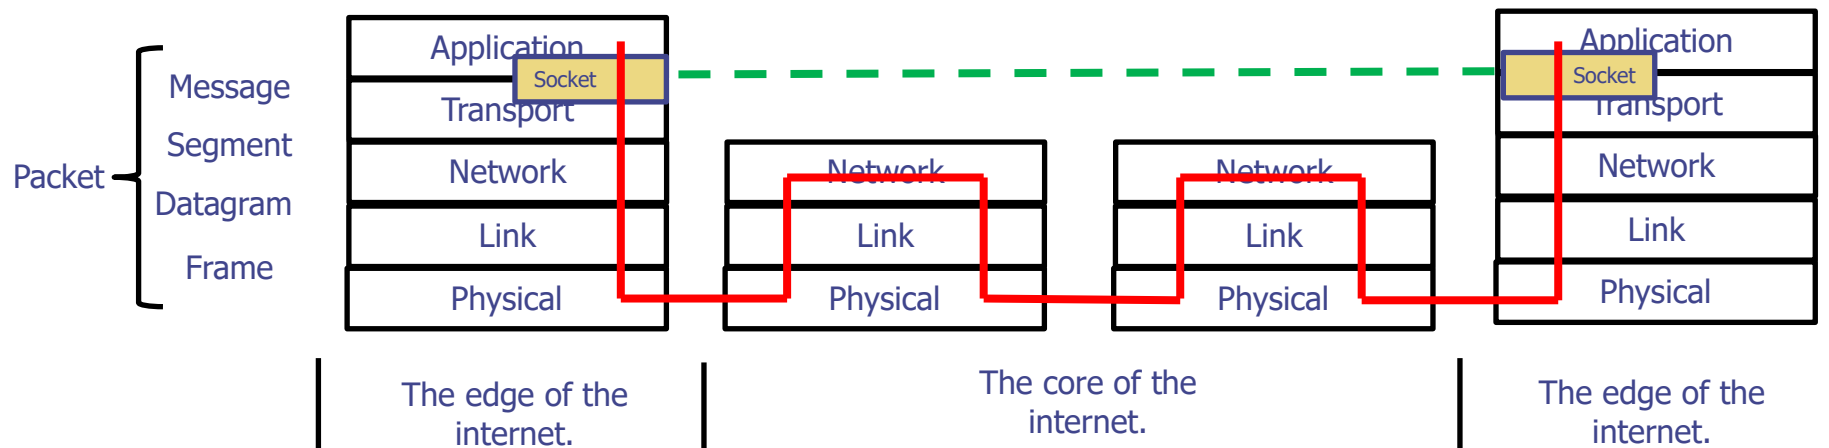 Packet
Message
Segment
Datagram
Frame
Application
Socket
Transport
Network
Link
Physical
Network
Link
Physical
Network
Link
Physical
Application
Socket
Transport
Network
Link
Physical
The edge of the
internet.
The core of the
internet.
The edge of the
internet.